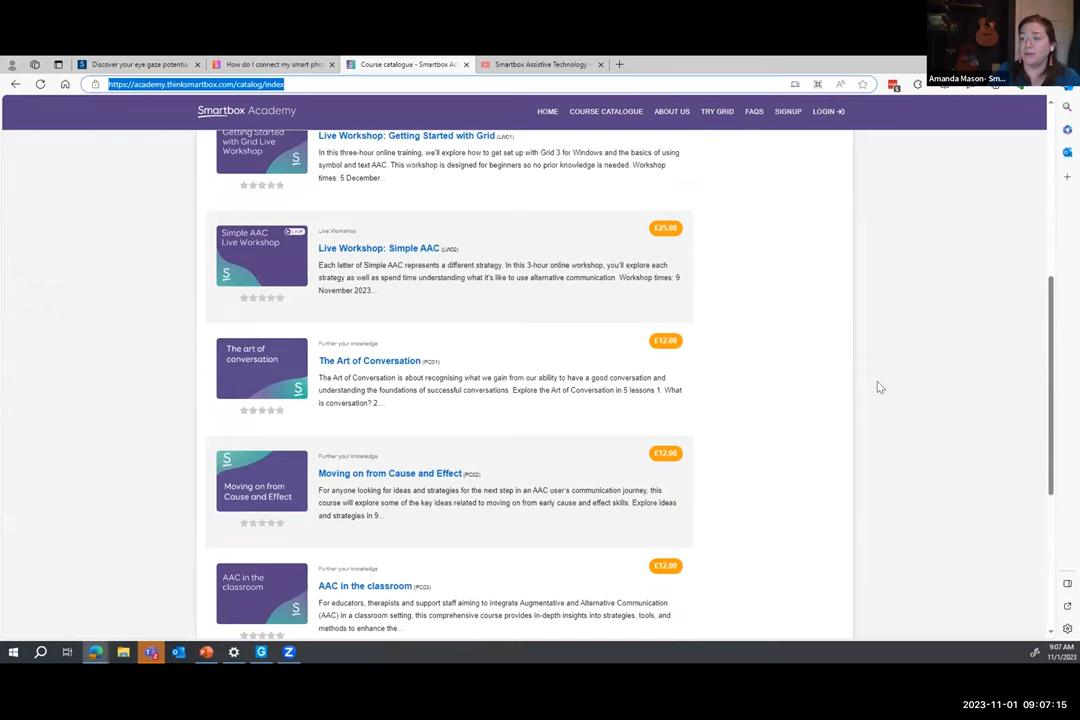 Amanda Mason- Sm...
Discover your eye gaze potentia
How do I connect my smart pho
Course catalogue - Smartbox Ac
Smartbox Assistive Technology -
https://academy.thinksmartbox.com/catalog/index
Smartbox Academy
HOME
COURSE CATALOGUE
ABOUT US
TRY GRID
FAQS
SIGNUP
LOGIN
Getting Started
with Grid Live
Workshop
S
Live Workshop: Getting Started with Grid (LW01)
In this three-hour online training, we'll explore how to get set up with Grid 3 for Windows and the basics of using
symbol and text AAC. This workshop is designed for beginners so no prior knowledge is needed. Workshop
times: 5 December...
Simple AAC
Live Workshop
LIVE
S
Live Workshop
£25.00
Live Workshop: Simple AAC (LW02)
Each letter of Simple AAC represents a different strategy. In this 3-hour online workshop, you'll explore each
strategy as well as spend time understanding what it's like to use alternative communication. Workshop times: 9
November 2023...
The art of
conversation
S
Further your knowledge
£12.00
The Art of Conversation (PC01)
The Art of Conversation is about recognising what we gain from our ability to have a good conversation and
understanding the foundations of successful conversations. Explore the Art of Conversation in 5 lessons 1. What
is conversation? 2....
S
Moving on from
Cause and Effect
Further your knowledge
£12.00
Moving on from Cause and Effect (PC02)
For anyone looking for ideas and strategies for the next step in an AAC user's communication journey, this
course will explore some of the key ideas related to moving on from early cause and effect skills. Explore ideas
and strategies in 9...
AAC in the
classroom
S
Further your knowledge
£12.00
AAC in the classroom (PC03)
For educators, therapists and support staff aiming to integrate Augmentative and Alternative Communication
(AAC) in a classroom setting, this comprehensive course provides in-depth insights into strategies, tools, and
methods to enhance the...
9:07 AM
11/1/2023
2023-11-01 09:07:15